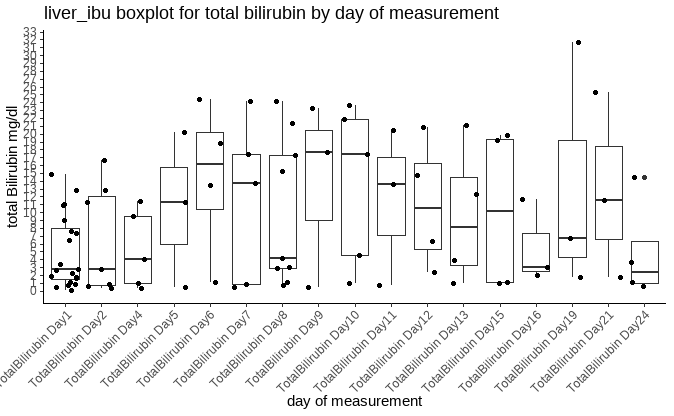 liver_ibu boxplot for total bilirubin by day of measurement
total Bilirubin mg/dl
33
32
31
30
29
28
27
26
25
24
23
22
21
20
19
18
17
16
15
14
13
12
11
10
9
8
7
6
5
4
3
2
1
0
TotalBilirubin Day1
TotalBilirubin Day2
TotalBilirubin Day4
TotalBilirubin Day5
TotalBilirubin Day6
TotalBilirubin Day7
TotalBilirubin Day8
TotalBilirubin Day9
TotalBilirubin Day10
TotalBilirubin Day11
TotalBilirubin Day12
TotalBilirubin Day13
TotalBilirubin Day15
TotalBilirubin Day16
TotalBilirubin Day19
TotalBilirubin Day21
TotalBilirubin Day24
day of measurement